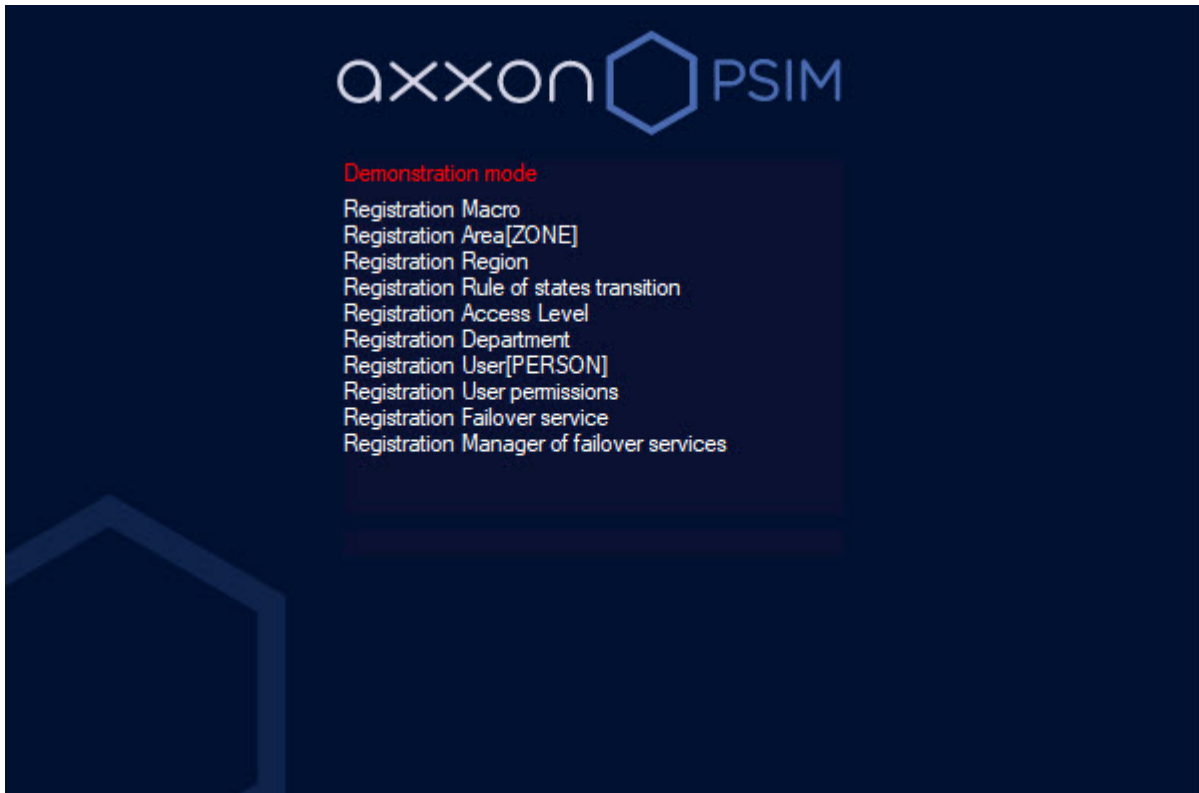 axxon PSIM
Demonstration mode
Registration Macro
Registration Area[ZONE]
Registration Region
Registration Rule of states transition
Registration Access Level
Registration Department
Registration User[PERSON]
Registration User permissions
Registration Failover service
Registration Manager of failover services